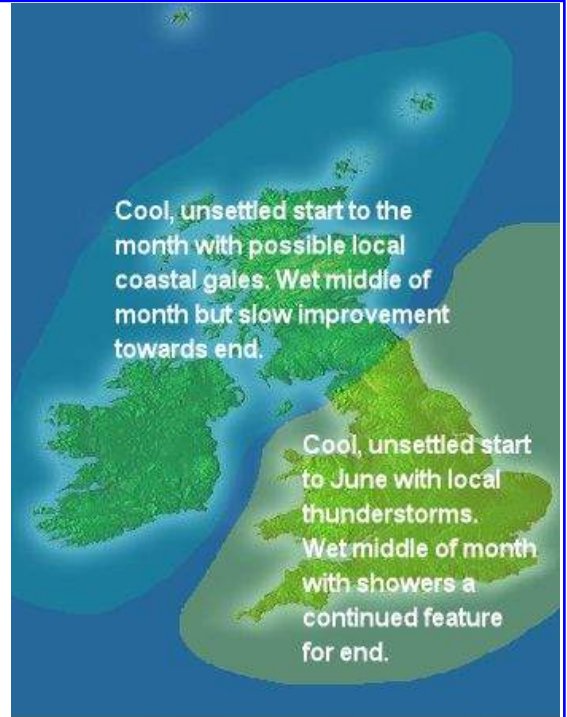 Cool, unsettled start to the
month with possible local
coastal gales. Wet middle of
month but slow improvement
towards end.
Cool, unsettled start
to June with local
thunderstorms.
Wet middle of month
with showers a
continued feature
for end.